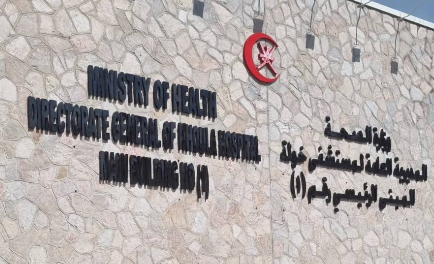 MINISTRY OF HEALTH
DIRECTORATE GENERAL OF KHOULA HOSPITAL
MAIN BUILDING NO (1)
وزارة الصحة
المديرية العامة لمستشفى خولة
المبنى الرئيسي رقم (١)